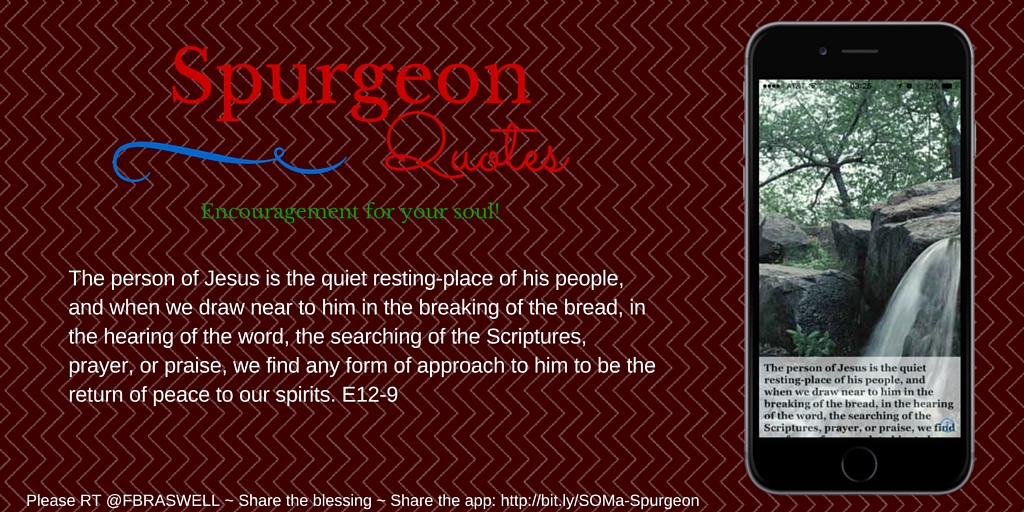 Spurgeon
Quotes
Encouragement for your soul!
The person of Jesus is the quiet resting-place of his people,
and when we draw near to him in the breaking of the bread, in
the hearing of the word, the searching of the Scriptures,
prayer, or praise, we find any form of approach to him to be the
return of peace to our spirits. E12-9
Please RT @FBRASWELL ~ Share the blessing ~ Share the app: http://bit.ly/SOMa-Spurgeon
AT&T 03:26 72%
The person of Jesus is the quiet
resting-place of his people, and
when we draw near to him in the
breaking of the bread, in the hearing
of the word, the searching of the
Scriptures, prayer, or praise, we find